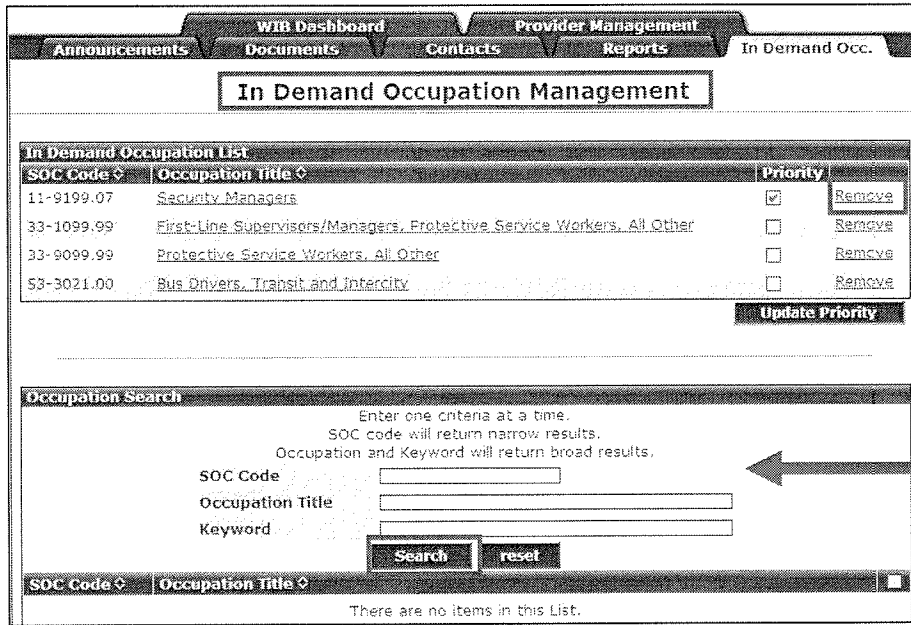 WIB Dashboard Provider Management
Announcements Documents Contacts Reports In Demand Occ.
In Demand Occupation Management
In Demand Occupation List
SOC Code Occupation Title Priority
11-9199.07 Security Managers Remove
33-1099.99 First-Line Supervisors/Managers, Protective Service Workers, All Other Remove
33-9099.99 Protective Service Workers, All Other Remove
53-3021.00 Bus Drivers, Transit and Intercity Remove
Update Priority
Occupation Search
Enter one criteria at a time.
SOC code will return narrow results.
Occupation and Keyword will return broad results.
SOC Code
Occupation Title
Keyword
Search reset
SOC Code Occupation Title
There are no items in this List.